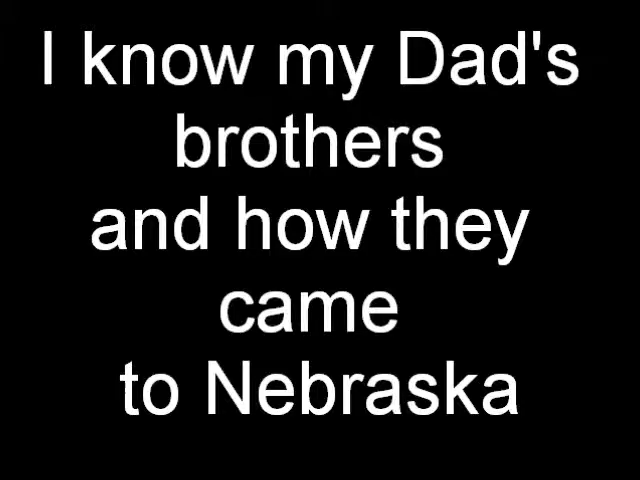 I know my Dad's
brothers
and how they
came
to Nebraska